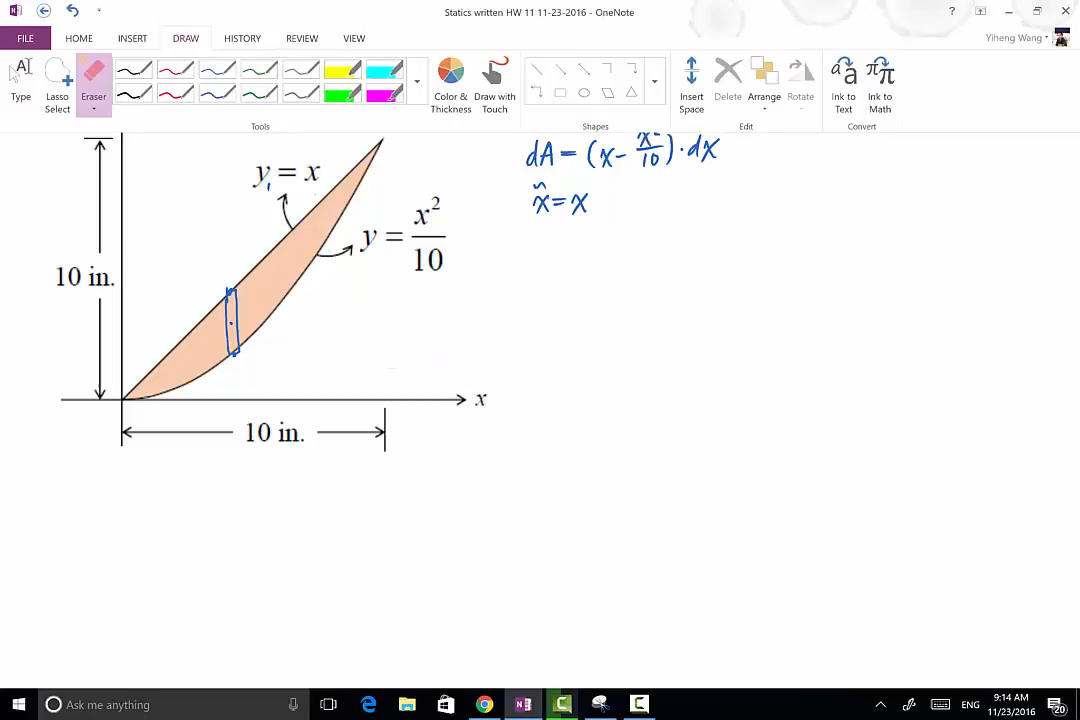 Statics written HW 11 11-23-2016 - OneNote
?
FILE HOME INSERT DRAW HISTORY REVIEW VIEW
Yiheng Wang
Type
Lasso Select
Eraser
Color & Thickness
Draw with Touch
Insert Space
Delete
Arrange
Rotate
Ink to Text
Ink to Math
Tools
Shapes
Edit
Convert
dA = (x - x²/10) · dx
x̃ = x
y₁ = x
y = x²/10
10 in.
x
10 in.
Ask me anything
ENG
9:14 AM
11/23/2016
20